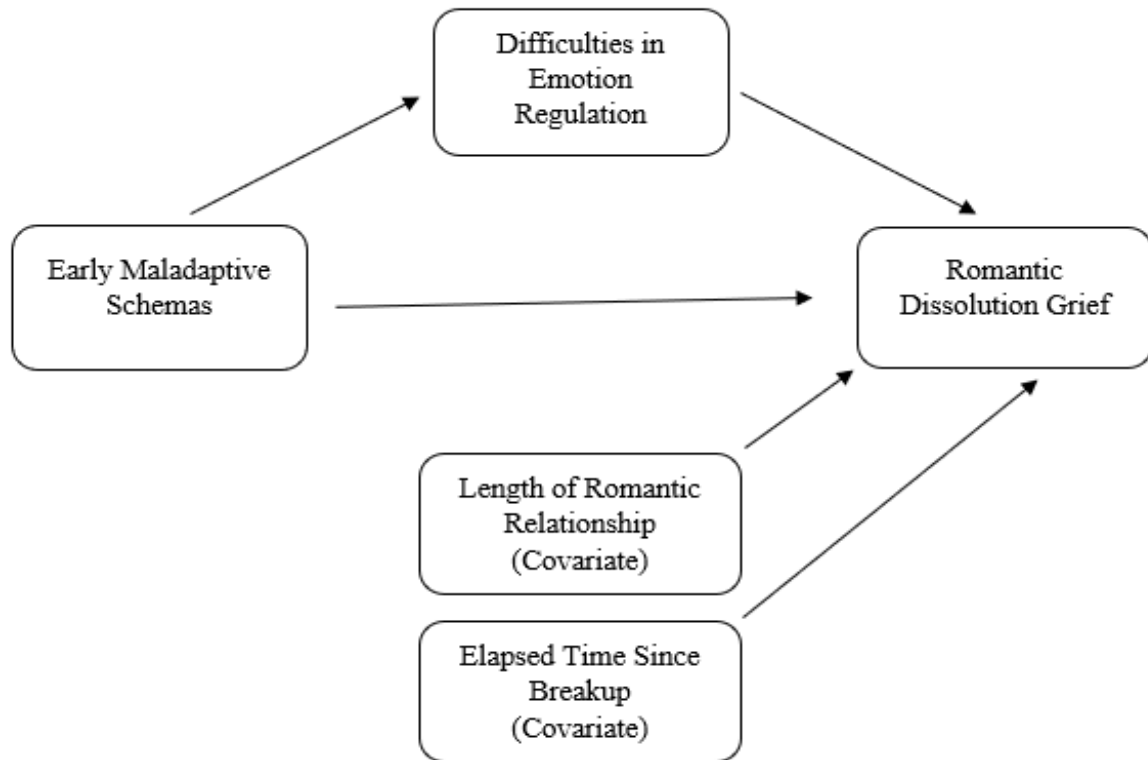 Difficulties in
Emotion
Regulation
Early Maladaptive
Schemas
Romantic
Dissolution Grief
Length of Romantic
Relationship
(Covariate)
Elapsed Time Since
Breakup
(Covariate)